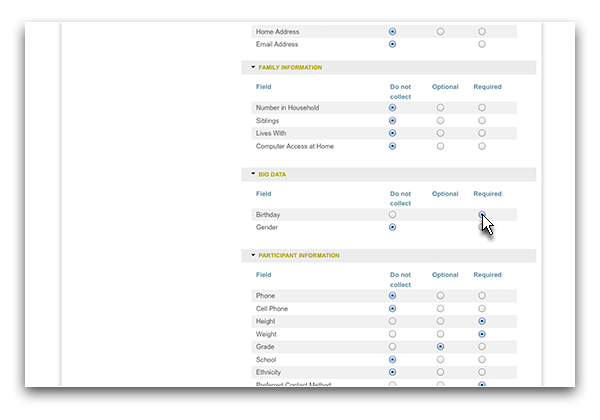 Home Address
Email Address
FAMILY INFORMATION
Field Do not collect Optional Required
Number in Household
Siblings
Lives With
Computer Access at Home
BIO DATA
Field Do not collect Required
Birthday
Gender
PARTICIPANT INFORMATION
Field Do not collect Optional Required
Phone
Cell Phone
Height
Weight
Grade
School
Ethnicity
Preferred Contact Method